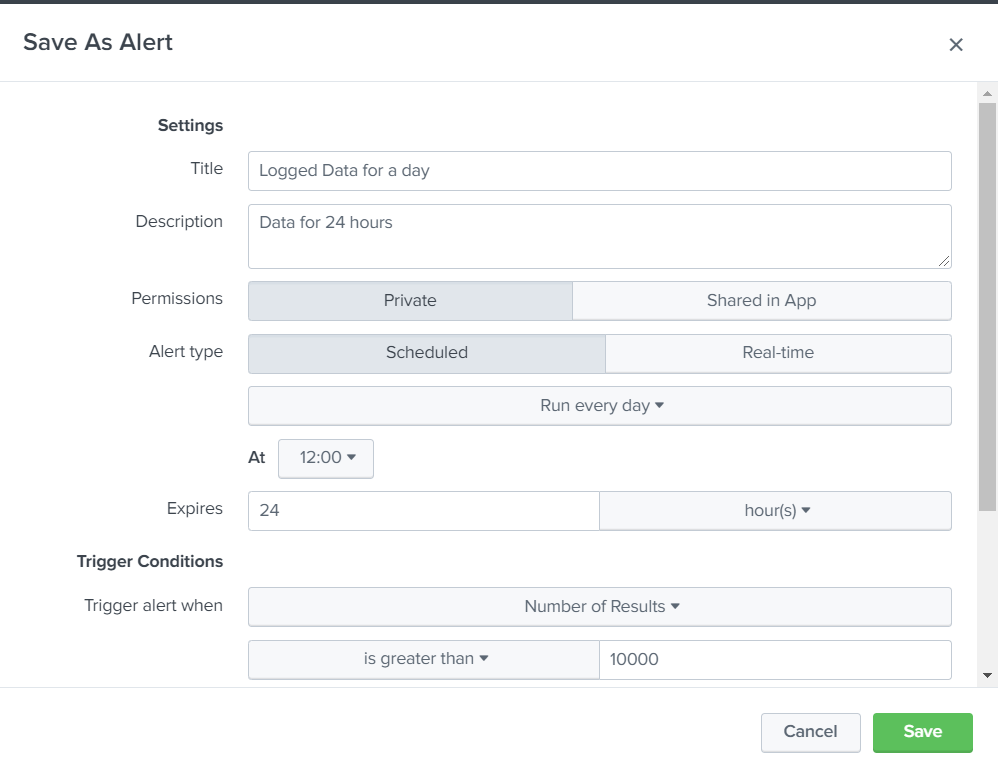 Save As Alert
Settings
Title Logged Data for a day
Description Data for 24 hours
Permissions Private Shared in App
Alert type Scheduled Real-time
Run every day
At 12:00
Expires 24 hour(s)
Trigger Conditions
Trigger alert when Number of Results
is greater than 10000
Cancel Save